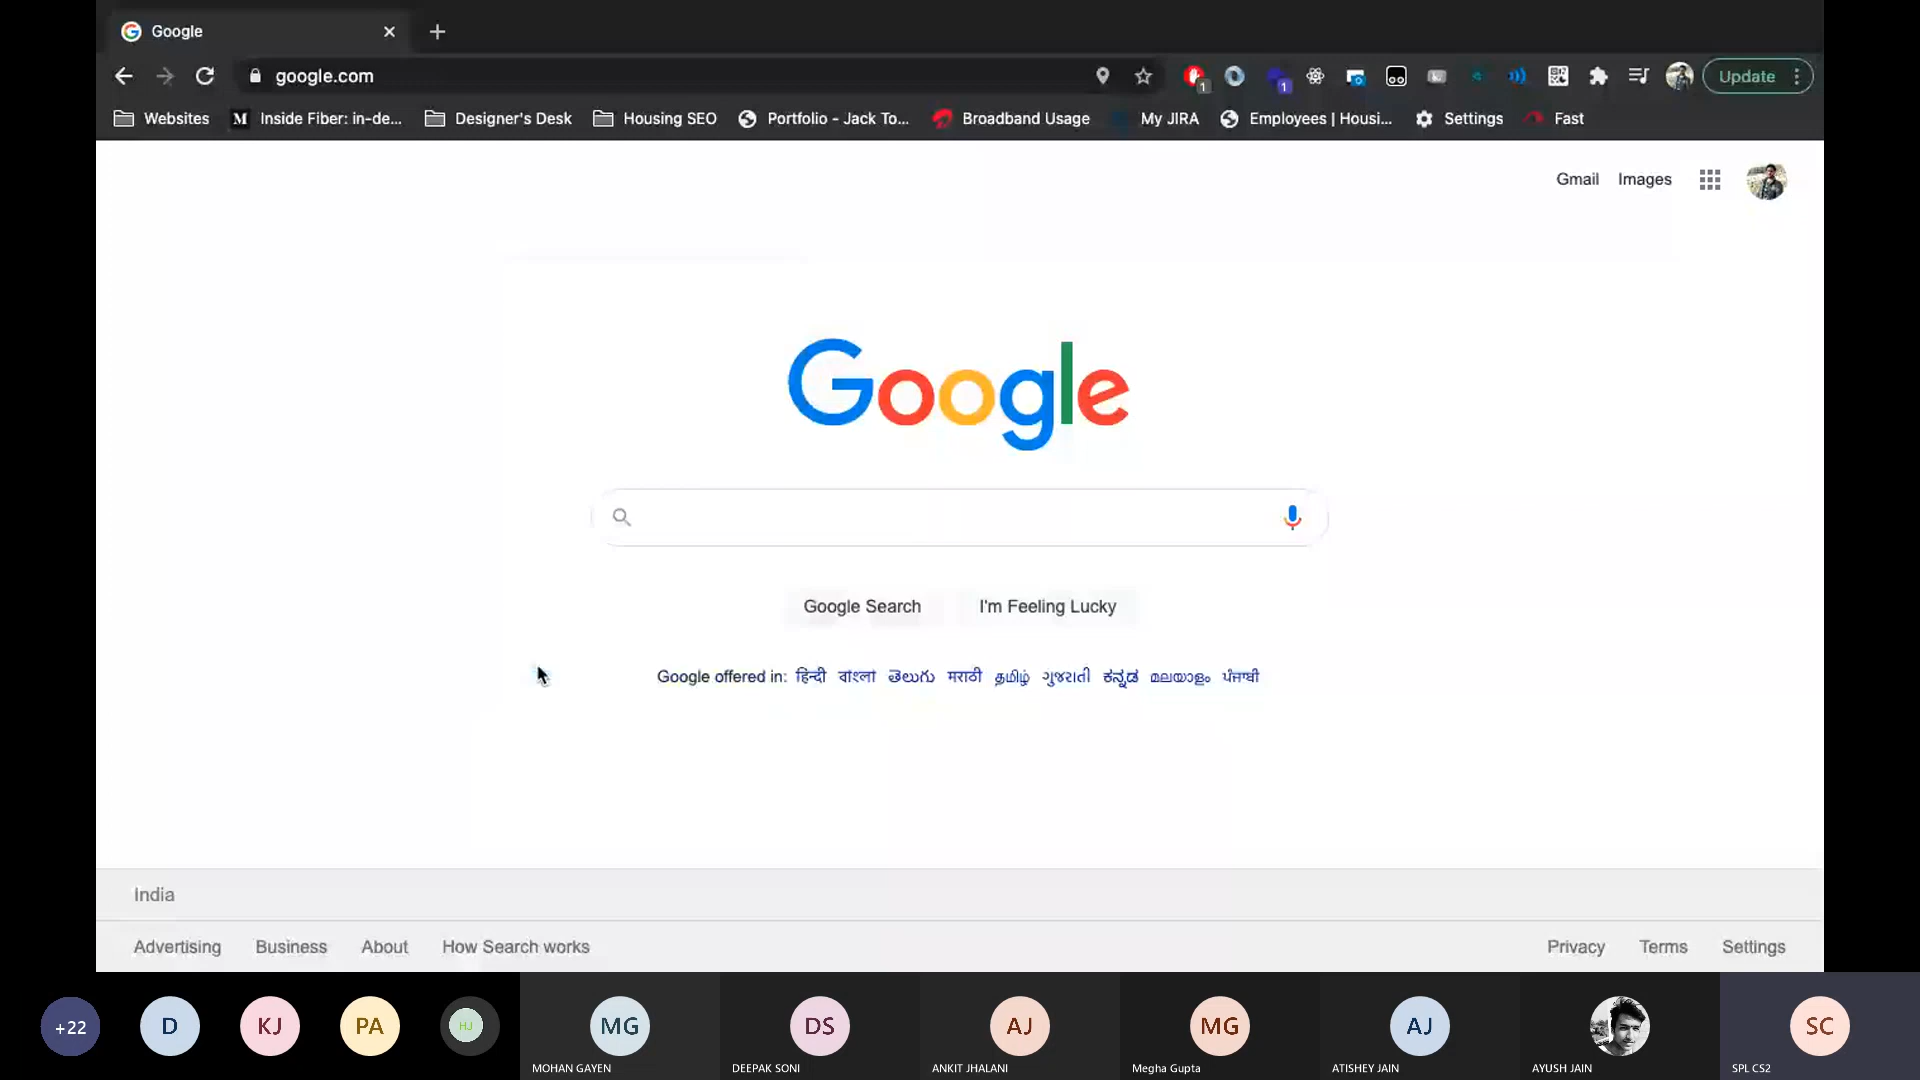 Google
google.com
1
1
Update
Websites
Inside Fiber: in-de...
Designer's Desk
Housing SEO
Portfolio - Jack To...
Broadband Usage
My JIRA
Employees | Housi...
Settings
Fast
Gmail
Images
Google
Google Search
I'm Feeling Lucky
Google offered in: हिन्दी বাংলা తెలుగు मराठी தமிழ் ગુજરાતી ಕನ್ನಡ മലയാളം ਪੰਜਾਬੀ
India
Advertising
Business
About
How Search works
Privacy
Terms
Settings
+22
D
KJ
PA
HJ
MG
MOHAN GAYEN
DS
DEEPAK SONI
AJ
ANKIT JHALANI
MG
Megha Gupta
AJ
ATISHEY JAIN
AYUSH JAIN
SC
SPL CS2